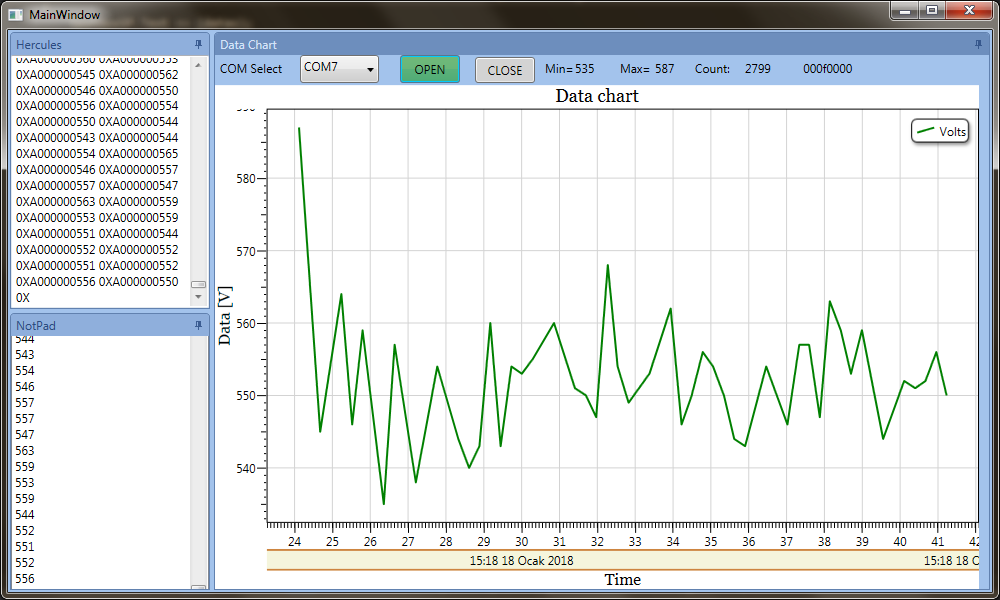 MainWindow
Hercules
0XA000000560 0XA000000553
0XA000000545 0XA000000562
0XA000000546 0XA000000550
0XA000000556 0XA000000554
0XA000000550 0XA000000544
0XA000000543 0XA000000544
0XA000000554 0XA000000565
0XA000000546 0XA000000557
0XA000000557 0XA000000547
0XA000000563 0XA000000559
0XA000000553 0XA000000559
0XA000000551 0XA000000544
0XA000000552 0XA000000552
0XA000000551 0XA000000552
0XA000000556 0XA000000550
0X
NotPad
544
543
554
546
557
557
547
563
559
553
559
544
552
551
552
556
Data Chart
COM Select COM7 OPEN CLOSE Min= 535 Max= 587 Count: 2799 000f0000
Data chart
Volts
590
580
570
560
550
540
Data [V]
24 25 26 27 28 29 30 31 32 33 34 35 36 37 38 39 40 41 42
15:18 18 Ocak 2018 15:18 18 O
Time